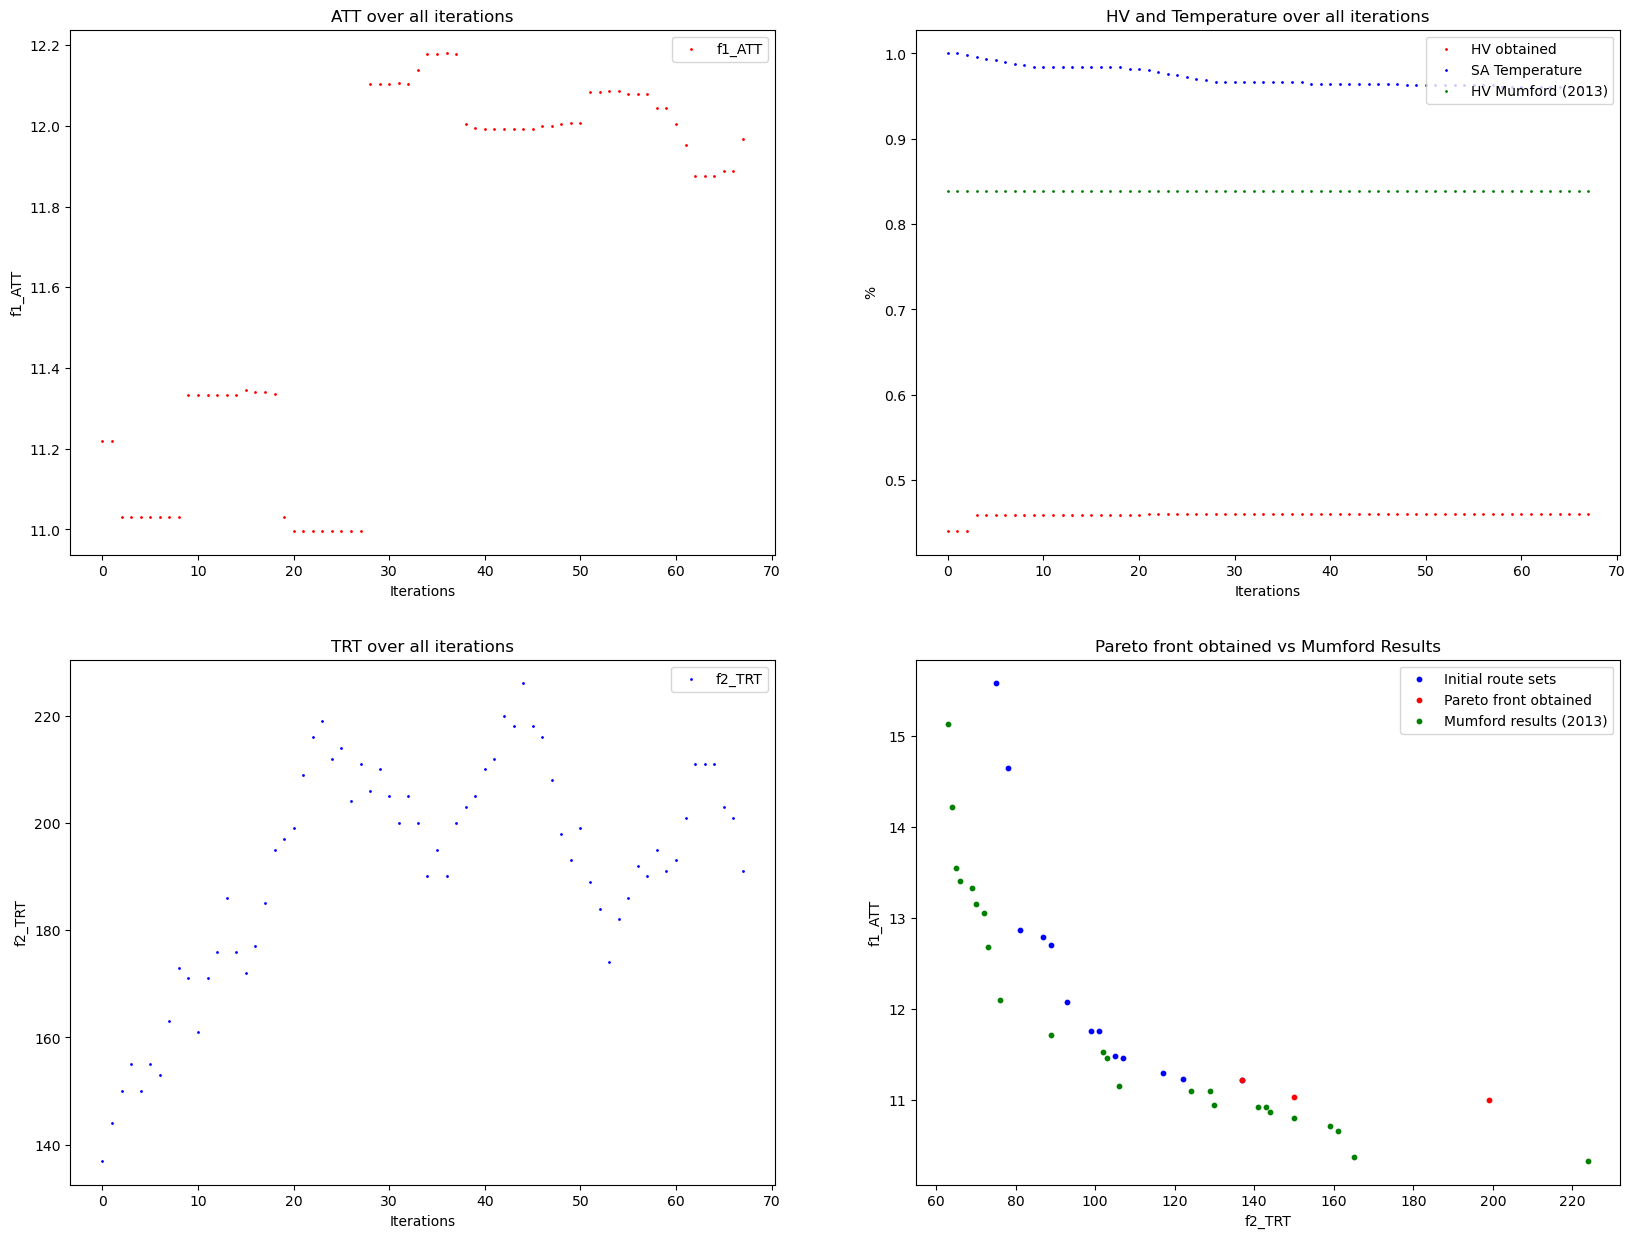 ATT over all iterations
f1_ATT
12.2
12.0
11.8
11.6
11.4
11.2
11.0
f1_ATT
0 10 20 30 40 50 60 70
Iterations
HV and Temperature over all iterations
HV obtained
SA Temperature
HV Mumford (2013)
1.0
0.9
0.8
0.7
0.6
0.5
%
0 10 20 30 40 50 60 70
Iterations
TRT over all iterations
f2_TRT
220
200
180
160
140
f2_TRT
0 10 20 30 40 50 60 70
Iterations
Pareto front obtained vs Mumford Results
Initial route sets
Pareto front obtained
Mumford results (2013)
15
14
13
12
11
f1_ATT
60 80 100 120 140 160 180 200 220
f2_TRT